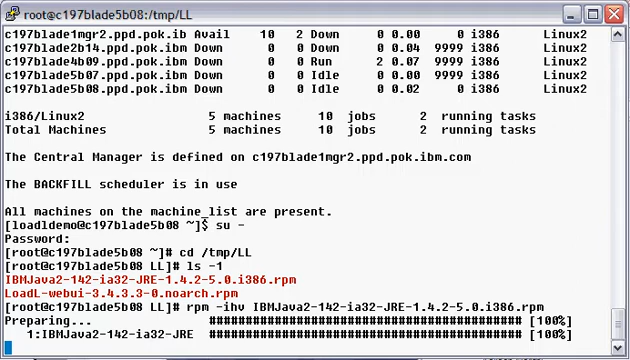 root@c197blade5b08:/tmp/LL
c197blade1mgr2.ppd.pok.ib Avail 10 2 Down 0 0.00 0 i386 Linux2
c197blade2b14.ppd.pok.ibm Down 0 0 Down 0 0.04 9999 i386 Linux2
c197blade4b09.ppd.pok.ibm Down 0 0 Run 2 0.07 9999 i386 Linux2
c197blade5b07.ppd.pok.ibm Down 0 0 Idle 0 0.00 9999 i386 Linux2
c197blade5b08.ppd.pok.ibm Down 0 0 Idle 0 0.02 0 i386 Linux2
i386/Linux2 5 machines 10 jobs 2 running tasks
Total Machines 5 machines 10 jobs 2 running tasks
The Central Manager is defined on c197blade1mgr2.ppd.pok.ibm.com
The BACKFILL scheduler is in use
All machines on the machine_list are present.
[loadldemo@c197blade5b08 ~]$ su -
Password:
[root@c197blade5b08 ~]# cd /tmp/LL
[root@c197blade5b08 LL]# ls -1
IBMJava2-142-ia32-JRE-1.4.2-5.0.i386.rpm
LoadL-webui-3.4.3.3-0.noarch.rpm
[root@c197blade5b08 LL]# rpm -ihv IBMJava2-142-ia32-JRE-1.4.2-5.0.i386.rpm
Preparing... ########################################### [100%]
1:IBMJava2-142-ia32-JRE ########################################### [100%]